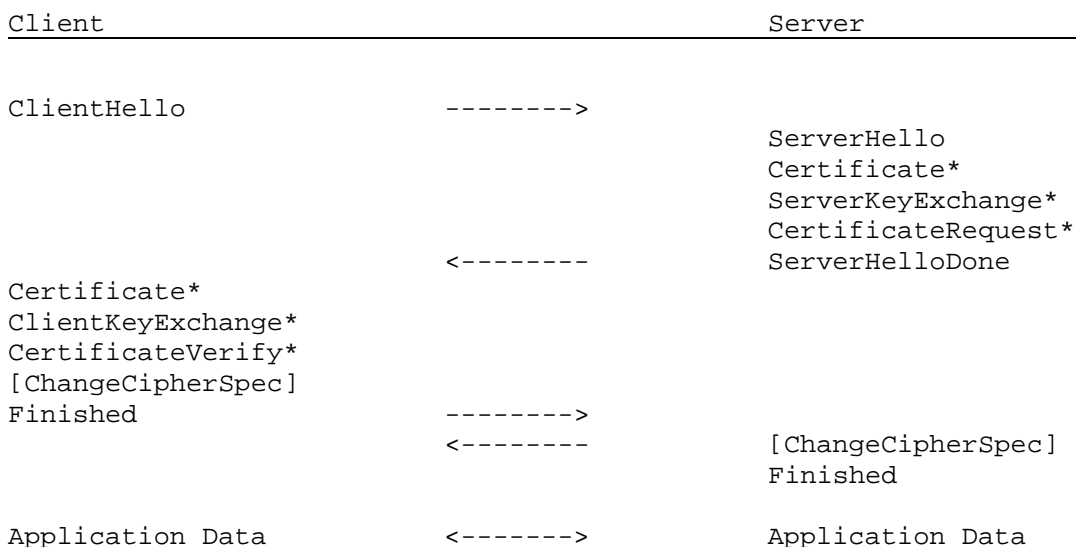 Client Server
ClientHello -------->
ServerHello
Certificate*
ServerKeyExchange*
CertificateRequest*
<-------- ServerHelloDone
Certificate*
ClientKeyExchange*
CertificateVerify*
[ChangeCipherSpec]
Finished -------->
<-------- [ChangeCipherSpec]
Finished
Application Data <-------> Application Data